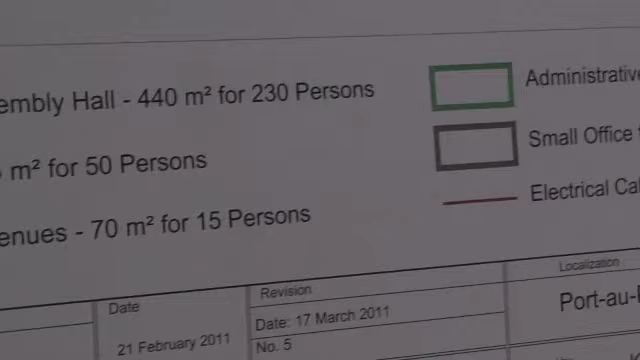 embly Hall - 440 m² for 230 Persons
m² for 50 Persons
enues - 70 m² for 15 Persons
Administrative
Small Office
Electrical Ca
Date
21 February 2011
Revision
Date: 17 March 2011
No. 5
Localization
Port-au-